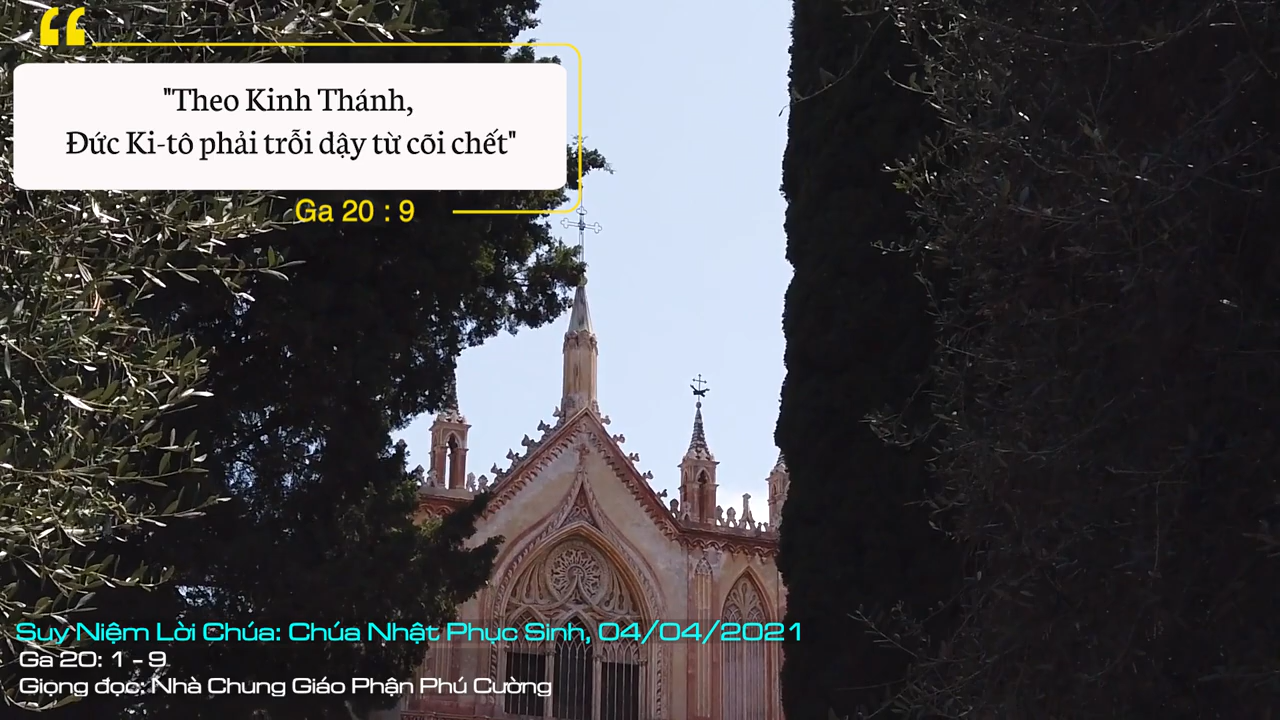 "Theo Kinh Thánh,
Đức Ki-tô phải trỗi dậy từ cõi chết"
Ga 20 : 9
Suy Niệm Lời Chúa: Chúa Nhật Phục Sinh, 04/04/2021
Ga 20: 1 - 9
Giọng đọc: Nhà Chung Giáo Phận Phú Cường